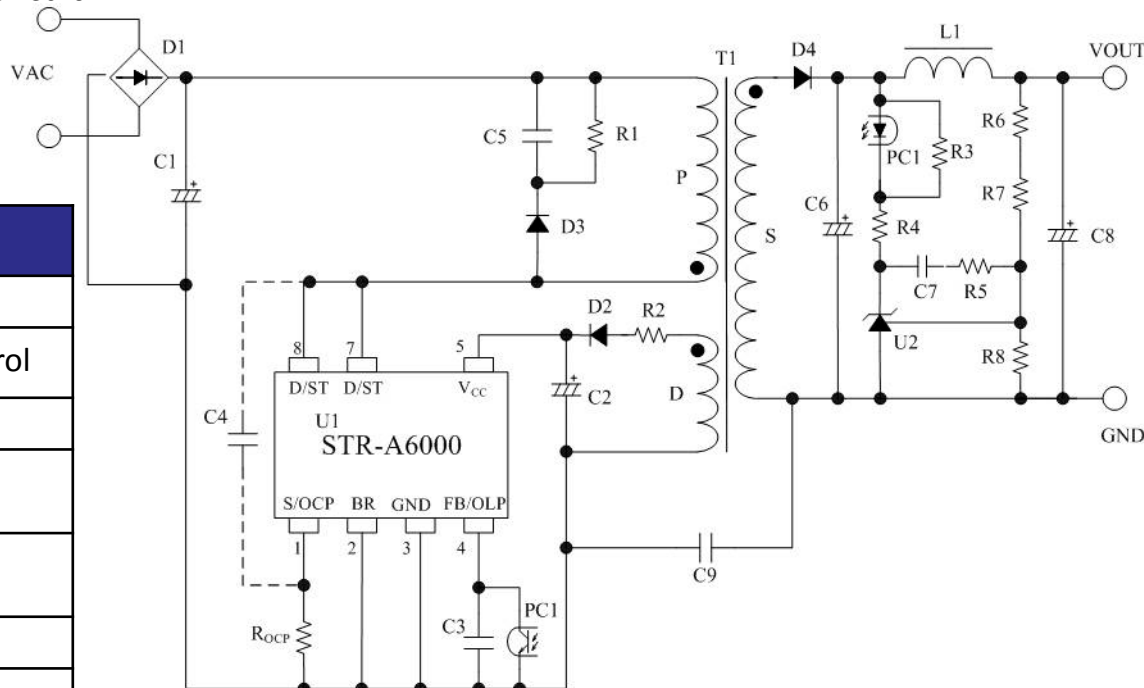 L1
VAC
D1
T1
D4
VOUT
C5
R1
R6
PC1
R3
C1
P
R7
C6
S
R4
C8
D3
C7
R5
D2
R2
U2
R8
8
7
5
D/ST
D/ST
VCC
C2
D
C4
U1
STR-A6000
GND
rol
S/OCP
BR
GND
FB/OLP
1
2
3
4
C9
ROCP
C3
PC1